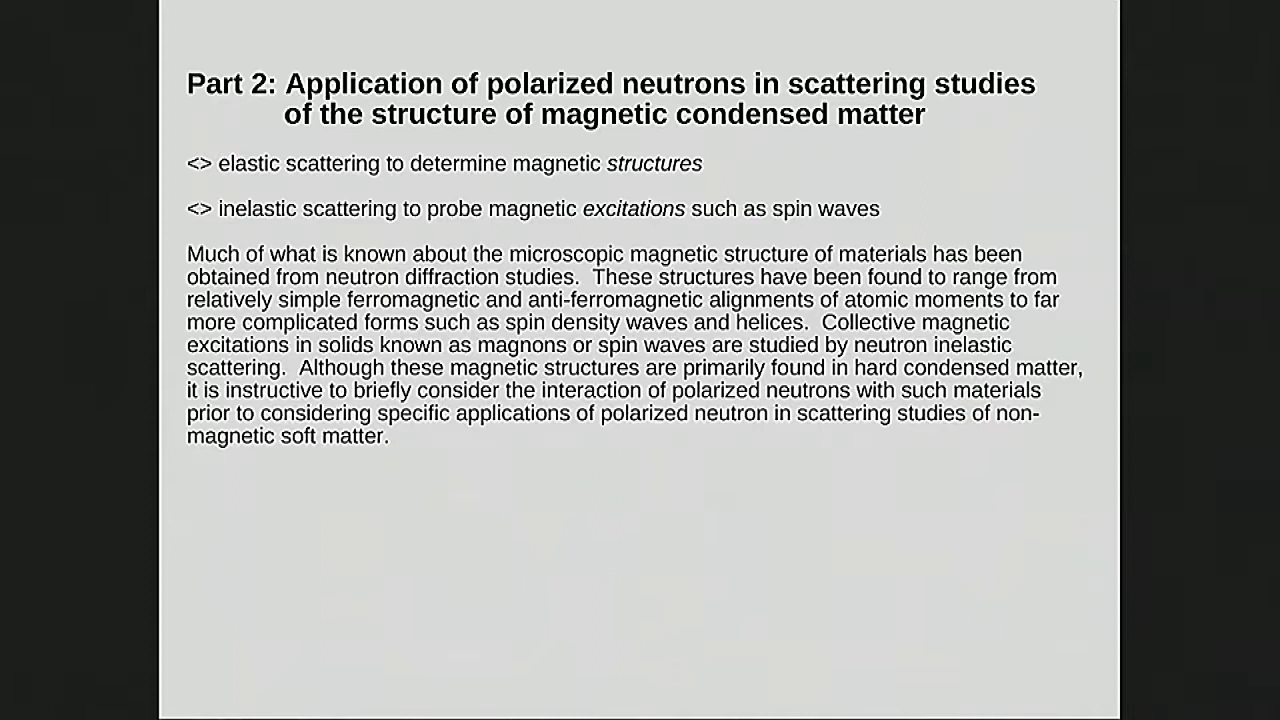 Part 2: Application of polarized neutrons in scattering studies
of the structure of magnetic condensed matter
<> elastic scattering to determine magnetic structures
<> inelastic scattering to probe magnetic excitations such as spin waves
Much of what is known about the microscopic magnetic structure of materials has been
obtained from neutron diffraction studies.  These structures have been found to range from
relatively simple ferromagnetic and anti-ferromagnetic alignments of atomic moments to far
more complicated forms such as spin density waves and helices.  Collective magnetic
excitations in solids known as magnons or spin waves are studied by neutron inelastic
scattering.  Although these magnetic structures are primarily found in hard condensed matter,
it is instructive to briefly consider the interaction of polarized neutrons with such materials
prior to considering specific applications of polarized neutron in scattering studies of non-
magnetic soft matter.